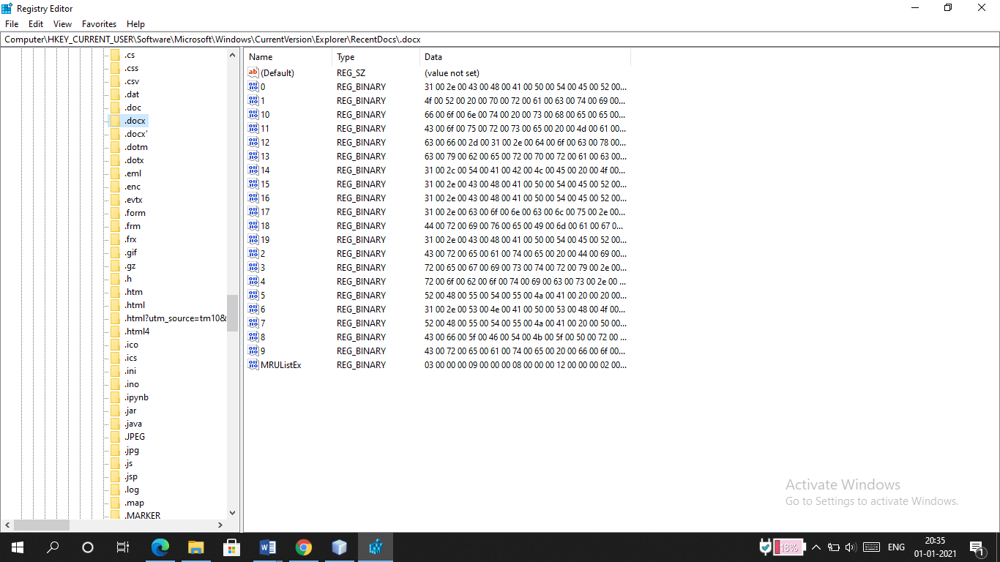 Registry Editor
File Edit View Favorites Help
Computer\HKEY_CURRENT_USER\Software\Microsoft\Windows\CurrentVersion\Explorer\RecentDocs\.docx
.cs
.css
.csv
.dat
.doc
.docx
.docx'
.dotm
.dotx
.eml
.enc
.evtx
.form
.frm
.frx
.gif
.gz
.h
.htm
.html
.html?utm_source=tm10&
.html4
.ico
.ics
.ini
.ino
.ipynb
.jar
.java
.JPEG
.jpg
.js
.jsp
.log
.map
.MARKER
Name Type Data
ab (Default) REG_SZ (value not set)
0 REG_BINARY 31 00 2e 00 43 00 48 00 41 00 50 00 54 00 45 00 52 00...
1 REG_BINARY 4f 00 52 00 20 00 70 00 72 00 61 00 63 00 74 00 69 00...
10 REG_BINARY 66 00 6f 00 6e 00 74 00 20 00 73 00 68 00 65 00 65 00...
11 REG_BINARY 43 00 6f 00 75 00 72 00 73 00 65 00 20 00 4d 00 61 00...
12 REG_BINARY 63 00 66 00 2d 00 31 00 2e 00 64 00 6f 00 63 00 78 00...
13 REG_BINARY 63 00 79 00 62 00 65 00 72 00 70 00 72 00 61 00 63 00...
14 REG_BINARY 31 00 2c 00 54 00 41 00 42 00 4c 00 45 00 20 00 4f 00...
15 REG_BINARY 31 00 2e 00 43 00 48 00 41 00 50 00 54 00 45 00 52 00...
16 REG_BINARY 31 00 2e 00 43 00 48 00 41 00 50 00 54 00 45 00 52 00...
17 REG_BINARY 31 00 2e 00 63 00 6f 00 6e 00 63 00 6c 00 75 00 2e 00...
18 REG_BINARY 44 00 72 00 69 00 76 00 65 00 49 00 6d 00 61 00 67 0...
19 REG_BINARY 31 00 2e 00 43 00 48 00 41 00 50 00 54 00 45 00 52 00...
2 REG_BINARY 43 00 72 00 65 00 61 00 74 00 65 00 20 00 44 00 69 00...
3 REG_BINARY 72 00 65 00 67 00 69 00 73 00 74 00 72 00 79 00 2e 00...
4 REG_BINARY 72 00 6f 00 62 00 6f 00 74 00 69 00 63 00 73 00 2e 00 ...
5 REG_BINARY 52 00 48 00 55 00 54 00 55 00 4a 00 41 00 20 00 20 00...
6 REG_BINARY 31 00 2e 00 53 00 4e 00 41 00 50 00 53 00 48 00 4f 00...
7 REG_BINARY 52 00 48 00 55 00 54 00 55 00 4a 00 41 00 20 00 50 00...
8 REG_BINARY 43 00 66 00 5f 00 46 00 54 00 4b 00 5f 00 50 00 72 00 ...
9 REG_BINARY 43 00 72 00 65 00 61 00 74 00 65 00 20 00 66 00 6f 00...
MRUListEx REG_BINARY 03 00 00 00 09 00 00 00 08 00 00 00 12 00 00 00 02 00...
Activate Windows
Go to Settings to activate Windows.
18% ENG 20:35
01-01-2021
1